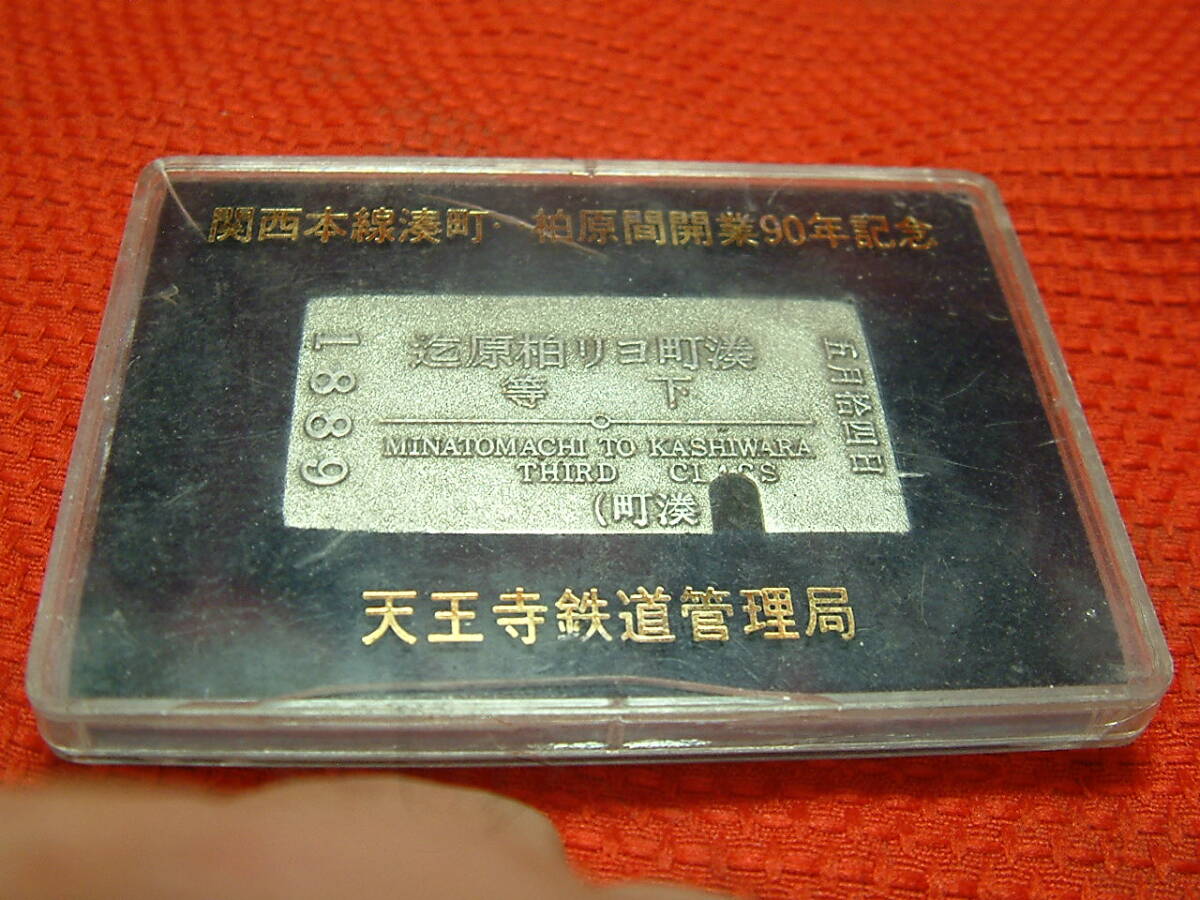 関西本線湊町・柏原間開業90年記念
1889
迄原柏リヨ町湊
等 下
MINATOMACHI TO KASHIWARA
THIRD CLASS
(町湊
五月拾四日
天王寺鉄道管理局